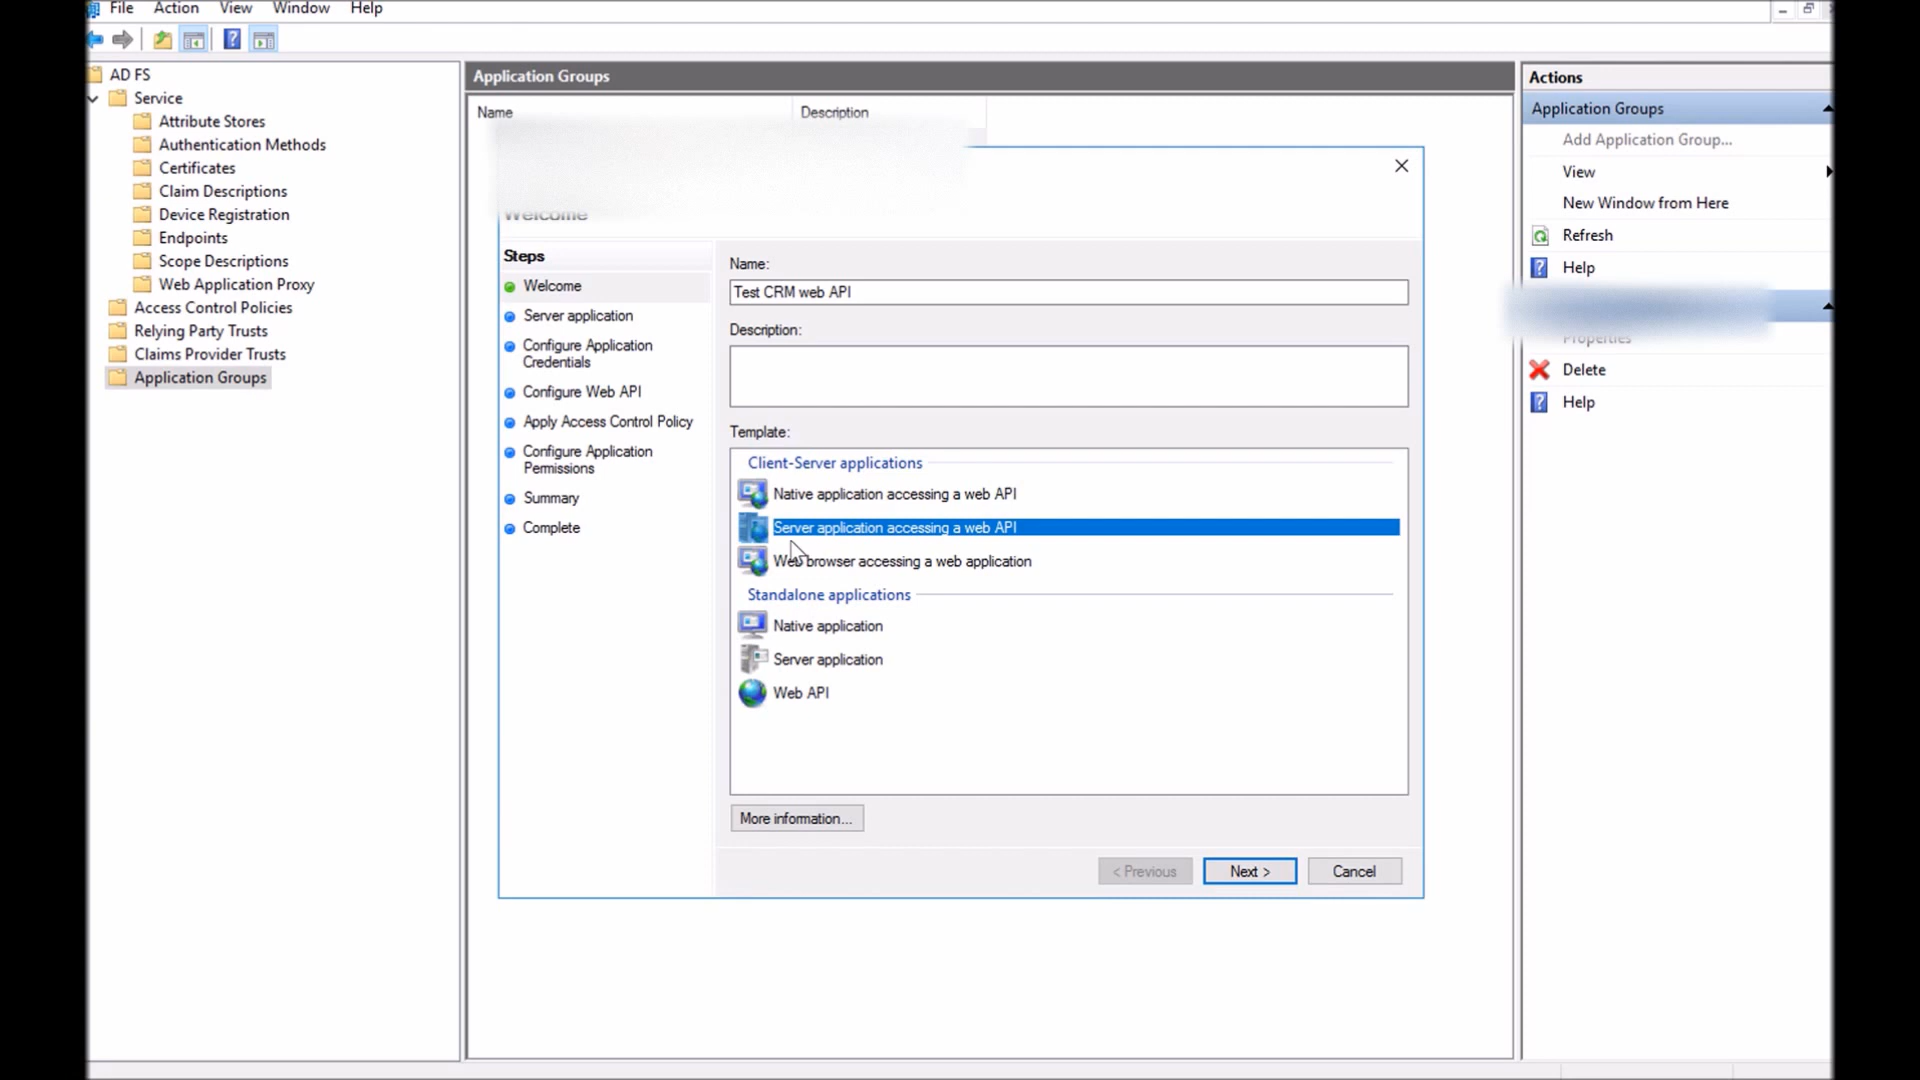 File Action View Window Help
AD FS
Service
Attribute Stores
Authentication Methods
Certificates
Claim Descriptions
Device Registration
Endpoints
Scope Descriptions
Web Application Proxy
Access Control Policies
Relying Party Trusts
Claims Provider Trusts
Application Groups
Application Groups
Name Description
Welcome
Steps
Welcome
Server application
Configure Application
Credentials
Configure Web API
Apply Access Control Policy
Configure Application
Permissions
Summary
Complete
Name:
Test CRM web API
Description:
Template:
Client-Server applications
Native application accessing a web API
Server application accessing a web API
Web browser accessing a web application
Standalone applications
Native application
Server application
Web API
More information...
< Previous Next > Cancel
Actions
Application Groups
Add Application Group...
View
New Window from Here
Refresh
Help
Properties
Delete
Help